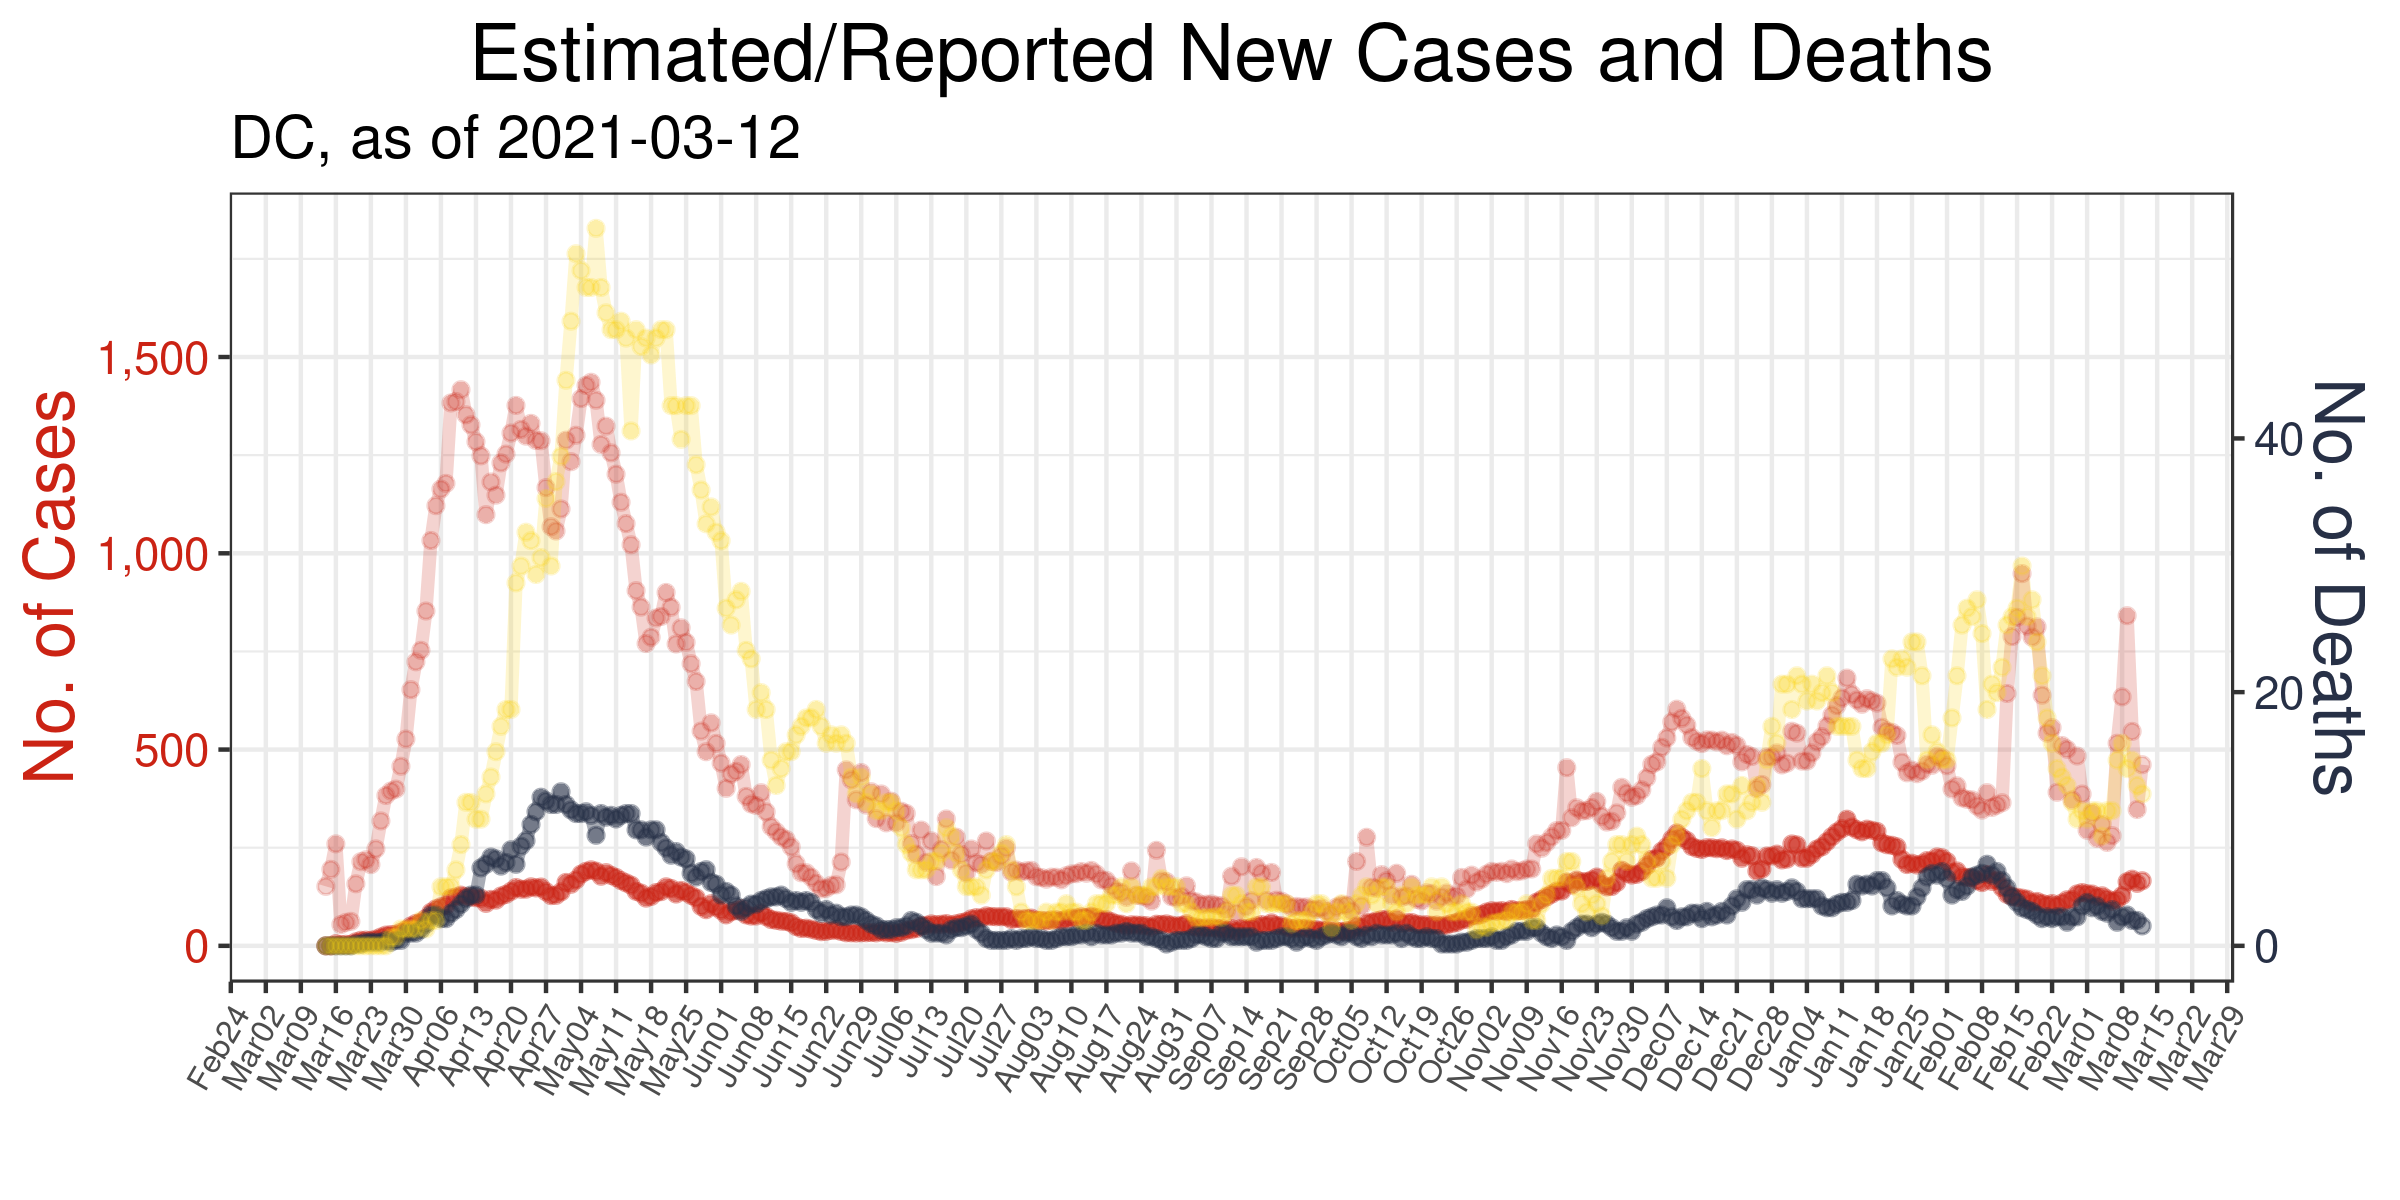 Estimated/Reported New Cases and Deaths
DC, as of 2021-03-12
No. of Cases
1,500
1,000
500
0
40
20
0
No. of Deaths
Feb24
Mar02
Mar09
Mar16
Mar23
Mar30
Apr06
Apr13
Apr20
Apr27
May04
May11
May18
May25
Jun01
Jun08
Jun15
Jun22
Jun29
Jul06
Jul13
Jul20
Jul27
Aug03
Aug10
Aug17
Aug24
Aug31
Sep07
Sep14
Sep21
Sep28
Oct05
Oct12
Oct19
Oct26
Nov02
Nov09
Nov16
Nov23
Nov30
Dec07
Dec14
Dec21
Dec28
Jan04
Jan11
Jan18
Jan25
Feb01
Feb08
Feb15
Feb22
Mar01
Mar08
Mar15
Mar22
Mar29